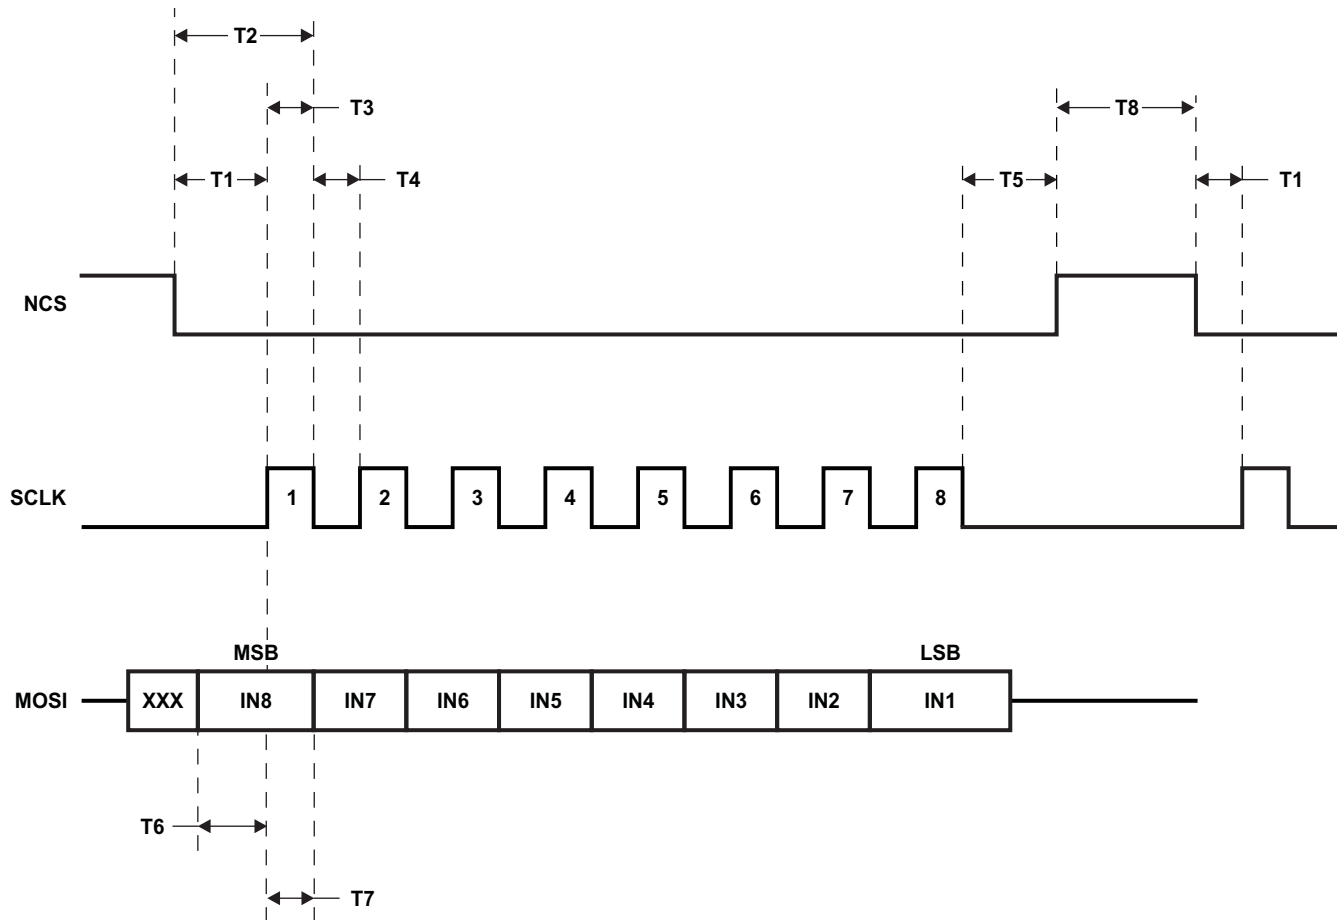 T2
T3
T8
T1
T4
T5
T1
NCS
SCLK
1 2 3 4 5 6 7 8
MSB LSB
MOSI XXX IN8 IN7 IN6 IN5 IN4 IN3 IN2 IN1
T6
T7